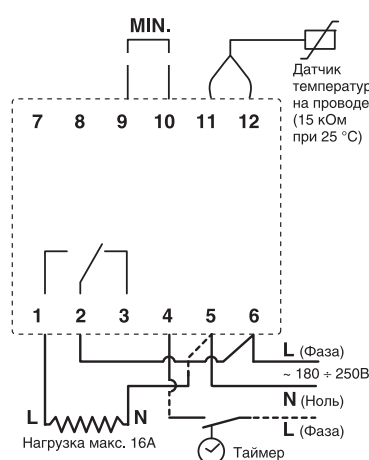 MIN.
Датчик
температур
на проводе
(15 кОм
при 25 °C)
7 8 9 10 11 12
1 2 3 4 5 6
L (Фаза)
~ 180 ÷ 250В
N (Ноль)
L (Фаза)
L N
Нагрузка макс. 16А
Таймер